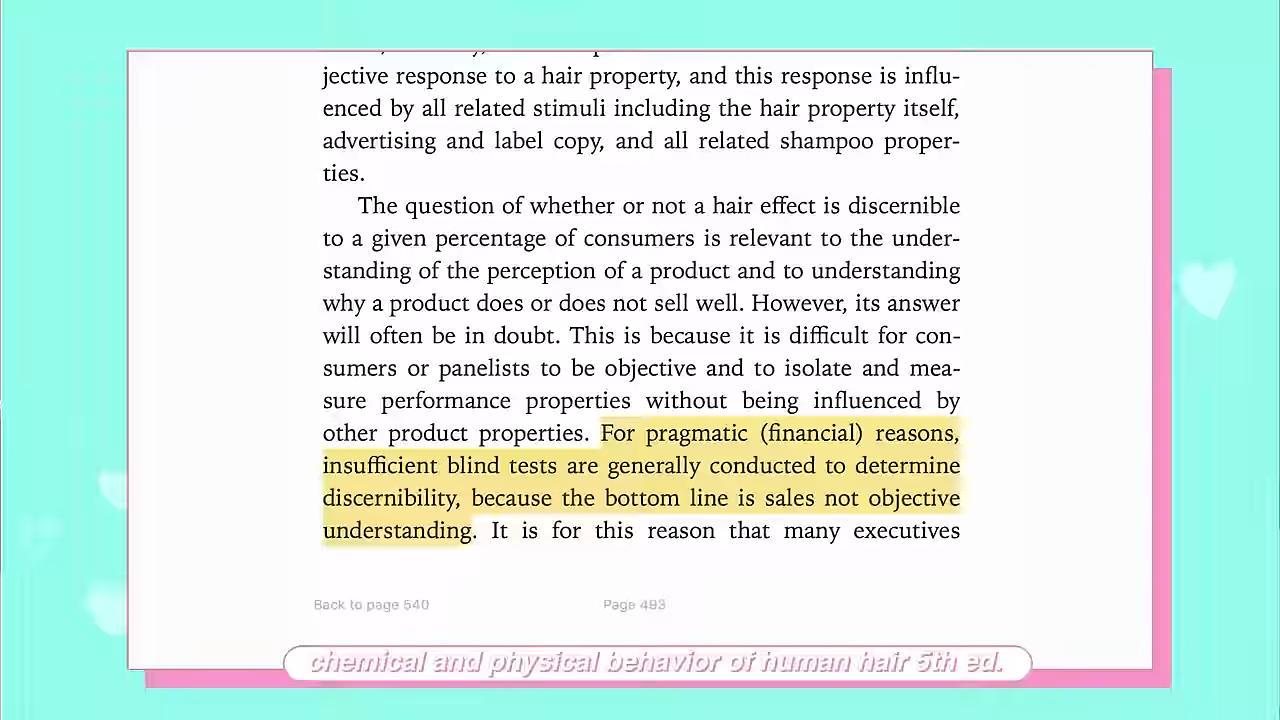 jective response to a hair property, and this response is influ-
enced by all related stimuli including the hair property itself,
advertising and label copy, and all related shampoo proper-
ties.
The question of whether or not a hair effect is discernible
to a given percentage of consumers is relevant to the under-
standing of the perception of a product and to understanding
why a product does or does not sell well. However, its answer
will often be in doubt. This is because it is difficult for con-
sumers or panelists to be objective and to isolate and mea-
sure performance properties without being influenced by
other product properties. For pragmatic (financial) reasons,
insufficient blind tests are generally conducted to determine
discernibility, because the bottom line is sales not objective
understanding. It is for this reason that many executives
Back to page 540
Page 493
chemical and physical behavior of human hair 5th ed.